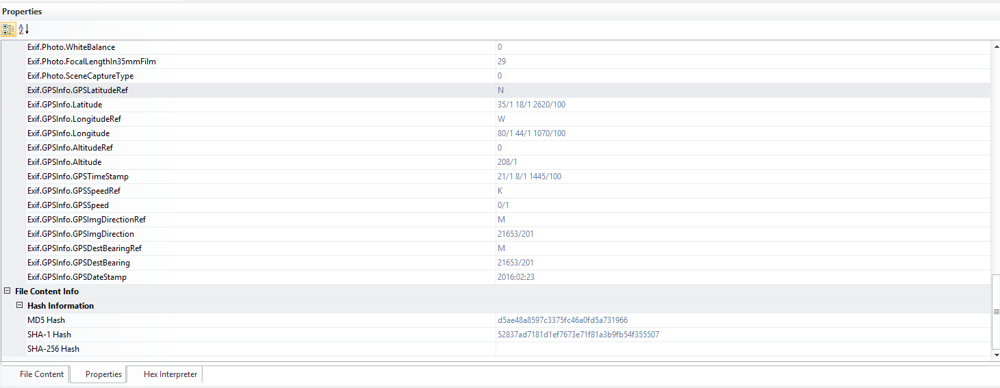 Properties
A
Z
Exif.Photo.WhiteBalance 0
Exif.Photo.FocalLengthIn35mmFilm 29
Exif.Photo.SceneCaptureType 0
Exif.GPSInfo.GPSLatitudeRef N
Exif.GPSInfo.Latitude 35/1 18/1 2620/100
Exif.GPSInfo.LongitudeRef W
Exif.GPSInfo.Longitude 80/1 44/1 1070/100
Exif.GPSInfo.AltitudeRef 0
Exif.GPSInfo.Altitude 208/1
Exif.GPSInfo.GPSTimeStamp 21/1 8/1 1445/100
Exif.GPSInfo.GPSSpeedRef K
Exif.GPSInfo.GPSSpeed 0/1
Exif.GPSInfo.GPSImgDirectionRef M
Exif.GPSInfo.GPSImgDirection 21653/201
Exif.GPSInfo.GPSDestBearingRef M
Exif.GPSInfo.GPSDestBearing 21653/201
Exif.GPSInfo.GPSDateStamp 2016:02:23
File Content Info
Hash Information
MD5 Hash d5ae48a8597c3375fc46a0fd5a731966
SHA-1 Hash 52837ad7181d1ef7673e71f81a3b9fb54f355507
SHA-256 Hash
File Content Properties Hex Interpreter